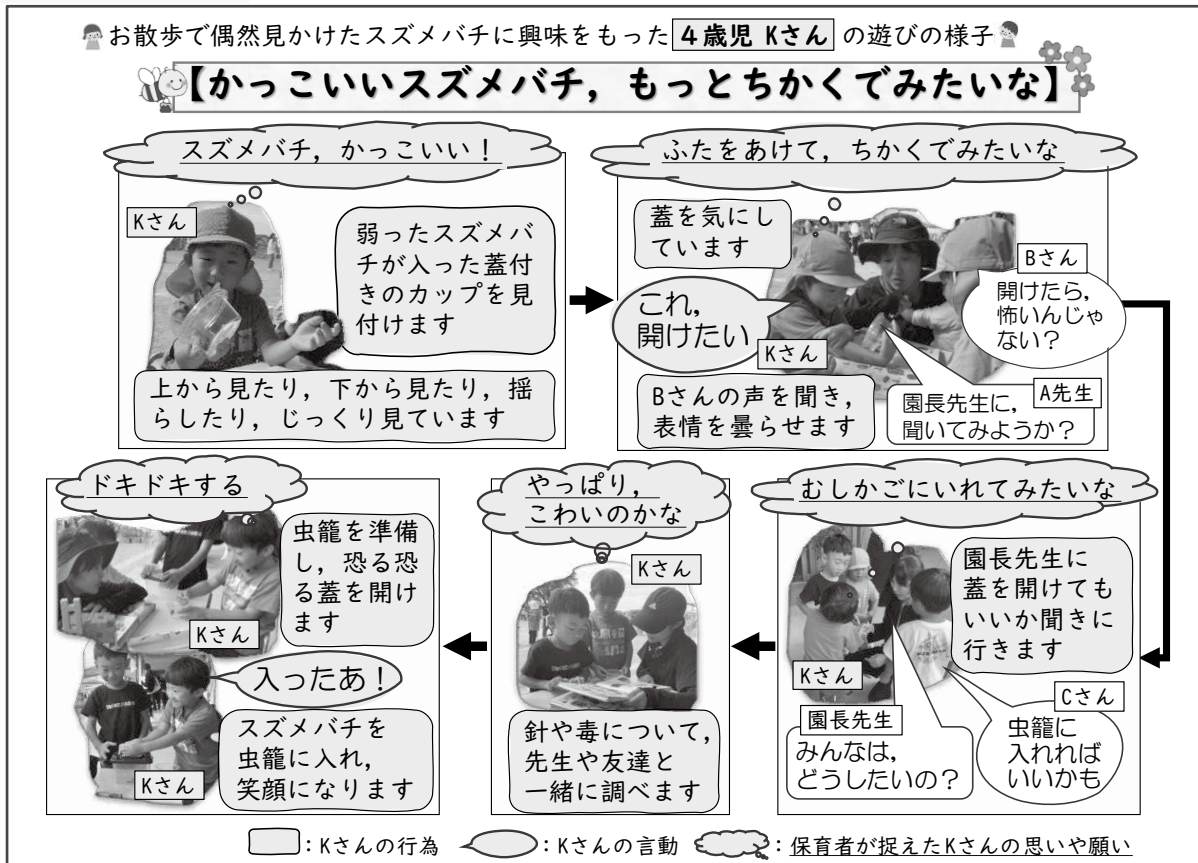 お散歩で偶然見かけたスズメバチに興味をもった 4歳児 Kさん の遊びの様子
【かっこいいスズメバチ，もっとちかくでみたいな】
スズメバチ，かっこいい！
Kさん
弱ったスズメバ
チが入った蓋付
きのカップを見
付けます
上から見たり，下から見たり，揺
らしたり，じっくり見ています
ふたをあけて，ちかくでみたいな
蓋を気にし
ています
これ，
開けたい
Kさん
Bさん
開けたら，
怖いんじゃ
ない？
Bさんの声を聞き，
表情を曇らせます
A先生
園長先生に，
聞いてみようか？
むしかごにいれてみたいな
園長先生に
蓋を開けても
いいか聞きに
行きます
Kさん
園長先生
みんなは，
どうしたいの？
Cさん
虫籠に
入れれば
いいかも
やっぱり，
こわいのかな
Kさん
針や毒について，
先生や友達と
一緒に調べます
ドキドキする
虫籠を準備
し，恐る恐
る蓋を開け
ます
Kさん
入ったあ！
スズメバチを
虫籠に入れ，
笑顔になります
Kさん
：Kさんの行為 ：Kさんの言動 ：保育者が捉えたKさんの思いや願い